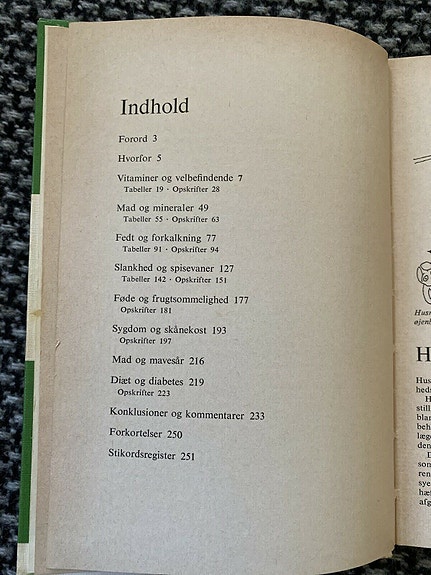 Indhold
Forord 3
Hvorfor 5
Vitaminer og velbefindende 7
Tabeller 19 · Opskrifter 28
Mad og mineraler 49
Tabeller 55 · Opskrifter 63
Fedt og forkalkning 77
Tabeller 91 · Opskrifter 94
Slankhed og spisevaner 127
Tabeller 142 · Opskrifter 151
Føde og frugtsommelighed 177
Opskrifter 181
Sygdom og skånekost 193
Opskrifter 197
Mad og mavesår 216
Diæt og diabetes 219
Opskrifter 223
Konklusioner og kommentarer 233
Forkortelser 250
Stikordsregister 251